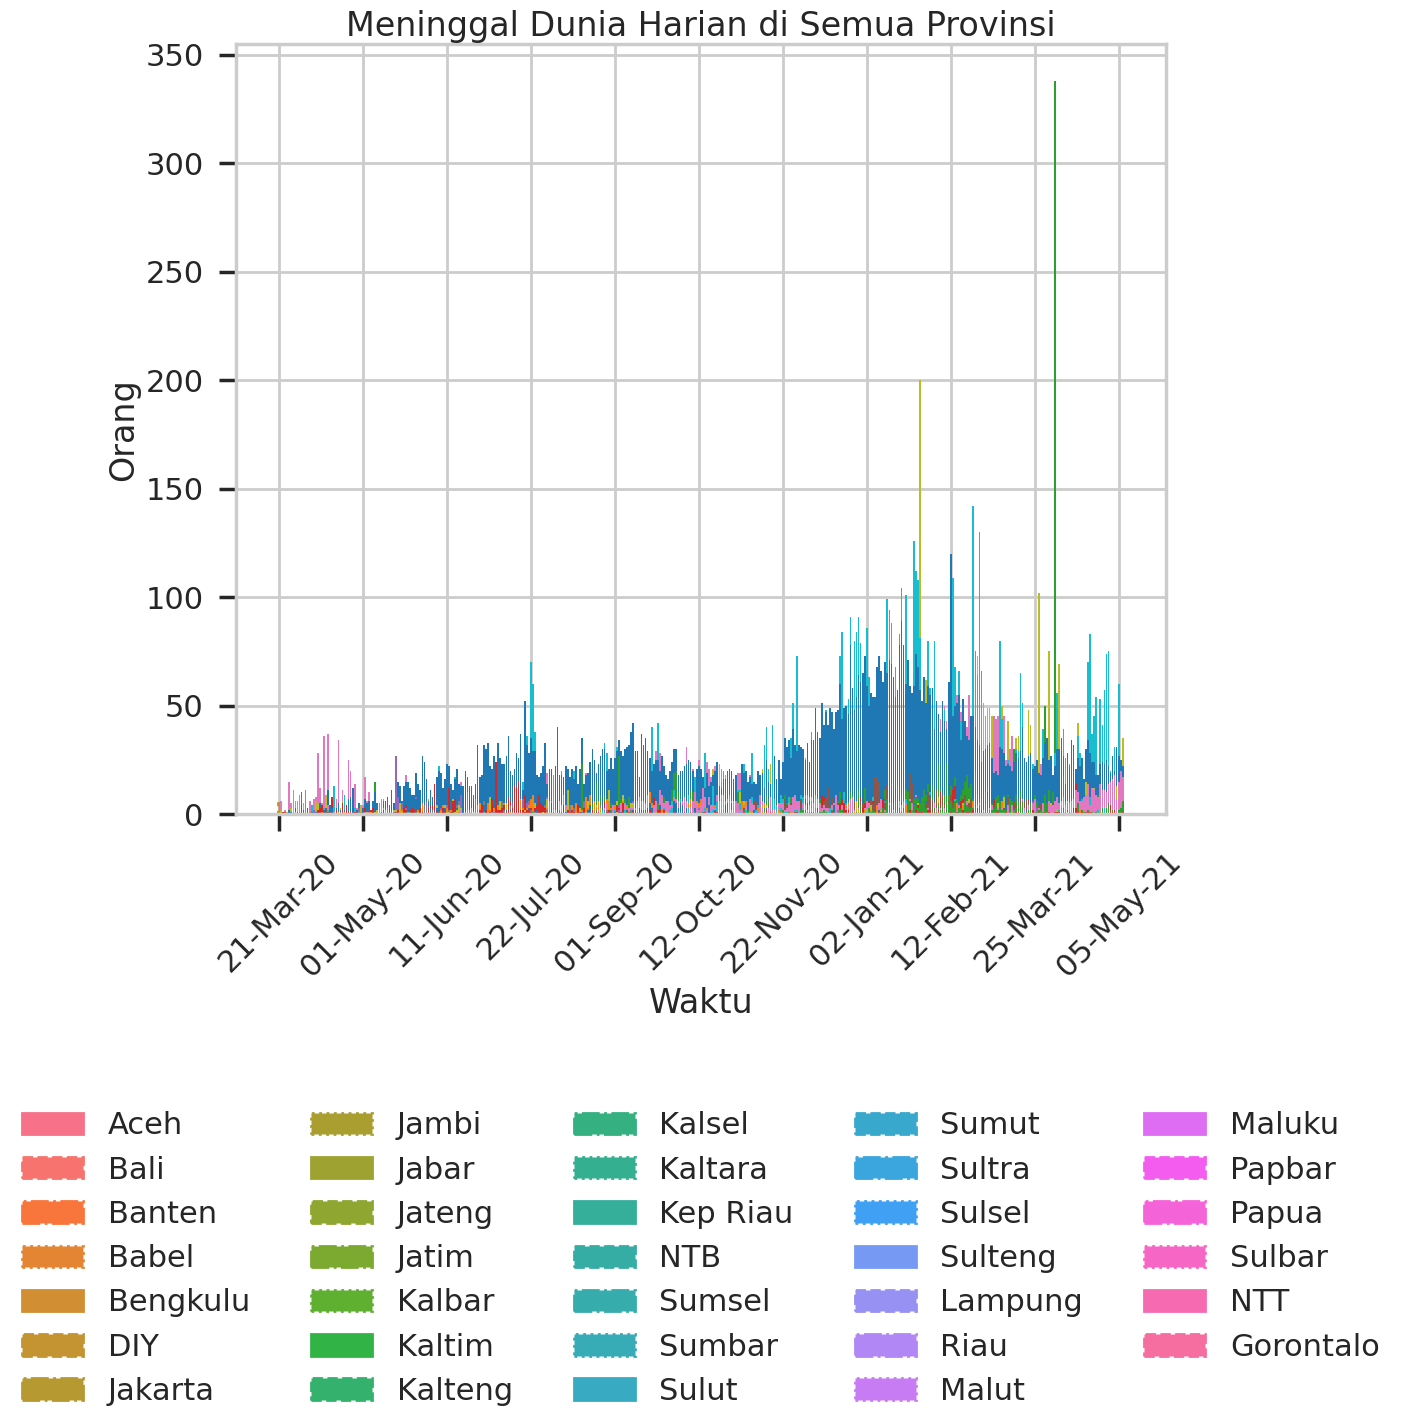 Meninggal Dunia Harian di Semua Provinsi
350
300
250
200
150
100
50
0
Orang
21-Mar-20
01-May-20
11-Jun-20
22-Jul-20
01-Sep-20
12-Oct-20
22-Nov-20
02-Jan-21
12-Feb-21
25-Mar-21
05-May-21
Waktu
Aceh
Bali
Banten
Babel
Bengkulu
DIY
Jakarta
Jambi
Jabar
Jateng
Jatim
Kalbar
Kaltim
Kalteng
Kalsel
Kaltara
Kep Riau
NTB
Sumsel
Sumbar
Sulut
Sumut
Sultra
Sulsel
Sulteng
Lampung
Riau
Malut
Maluku
Papbar
Papua
Sulbar
NTT
Gorontalo